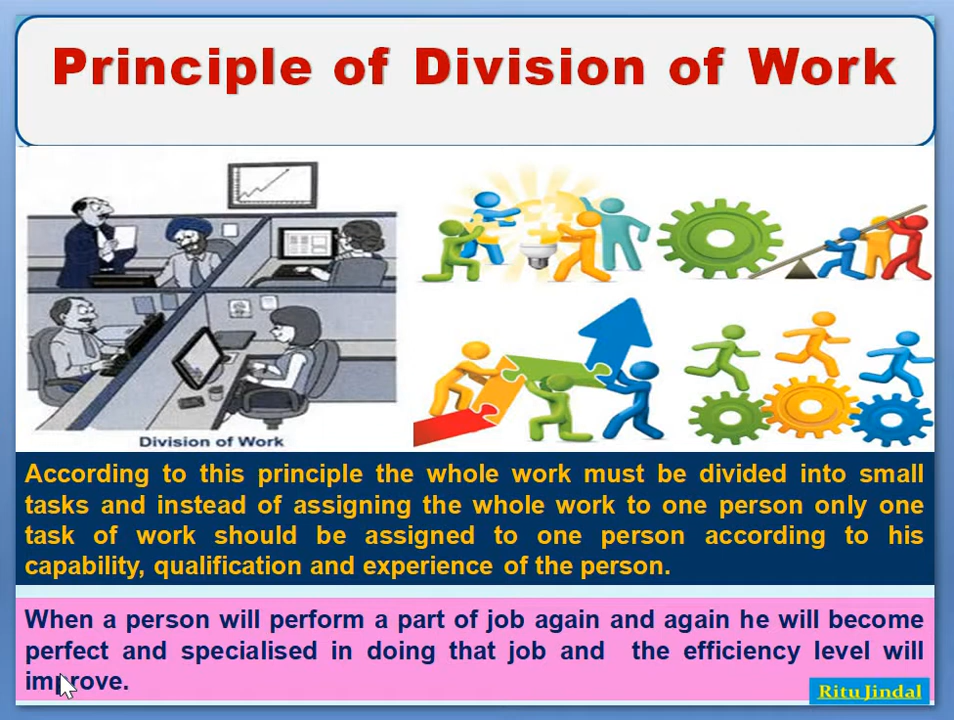 Principle of Division of Work
Division of Work
According to this principle the whole work must be divided into small
tasks and instead of assigning the whole work to one person only one
task of work should be assigned to one person according to his
capability, qualification and experience of the person.
When a person will perform a part of job again and again he will become
perfect and specialised in doing that job and the efficiency level will
improve.
Ritu Jindal